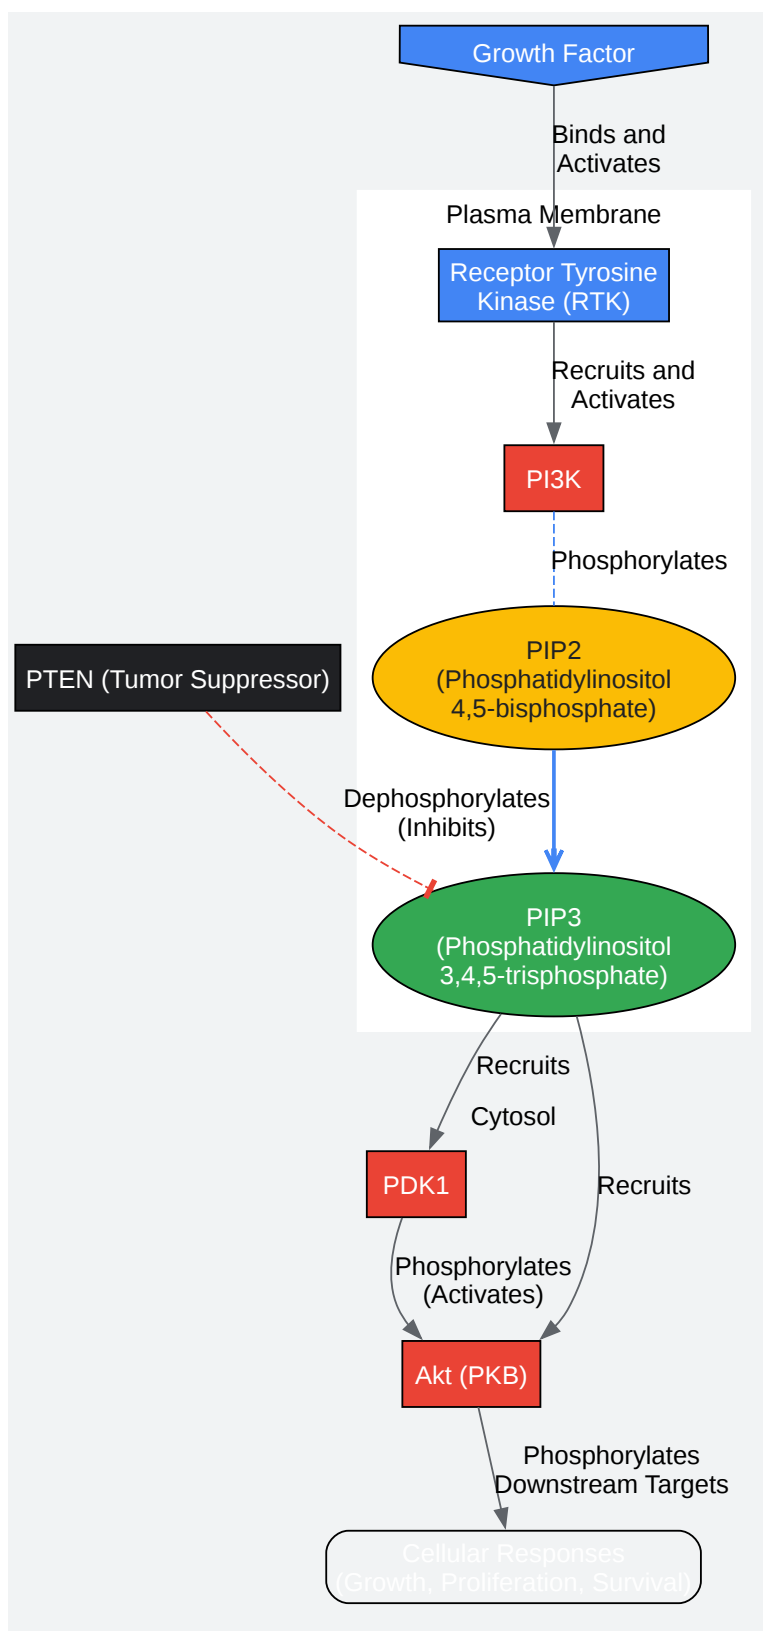 Growth Factor
Binds and
Activates
Plasma Membrane
Receptor Tyrosine
Kinase (RTK)
Recruits and
Activates
PI3K
Phosphorylates
PIP2
(Phosphatidylinositol
4,5-bisphosphate)
PTEN (Tumor Suppressor)
Dephosphorylates
(Inhibits)
PIP3
(Phosphatidylinositol
3,4,5-trisphosphate)
Recruits
Cytosol
PDK1
Recruits
Phosphorylates
(Activates)
Akt (PKB)
Phosphorylates
Downstream Targets
Cellular Responses
(Growth, Proliferation, Survival)